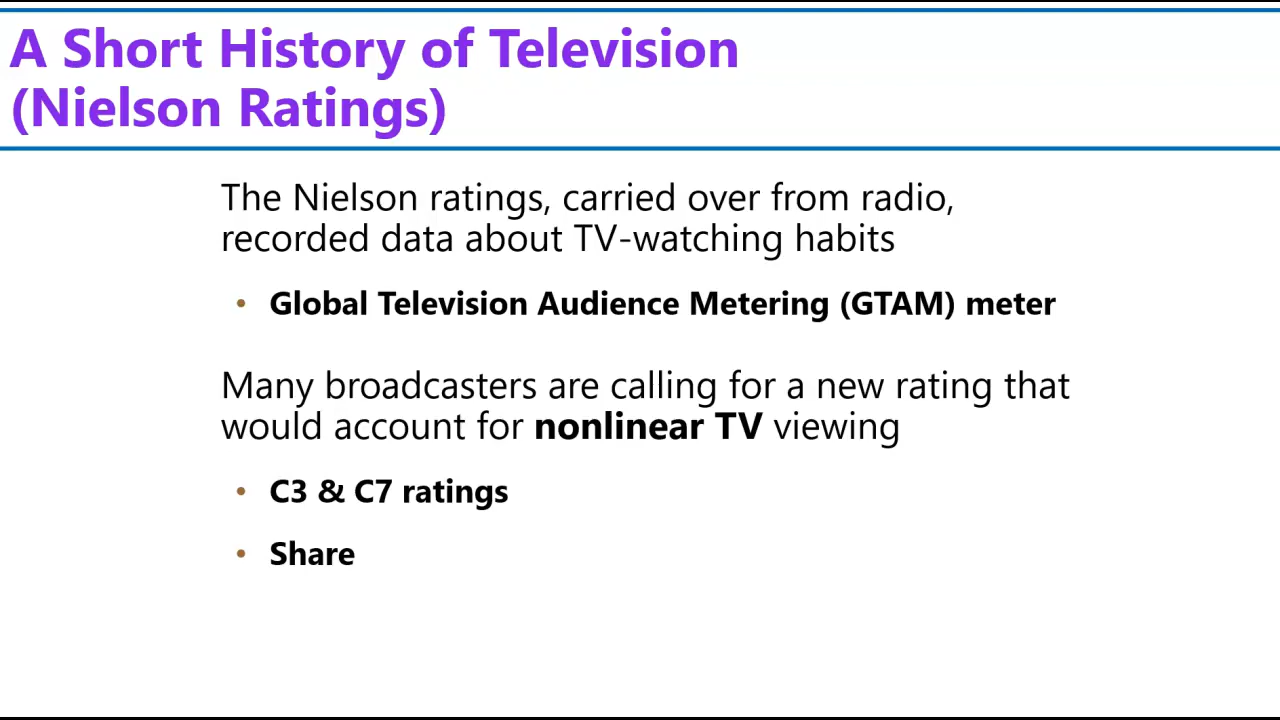 A Short History of Television
(Nielson Ratings)
The Nielson ratings, carried over from radio,
recorded data about TV-watching habits
• Global Television Audience Metering (GTAM) meter
Many broadcasters are calling for a new rating that
would account for nonlinear TV viewing
• C3 & C7 ratings
• Share